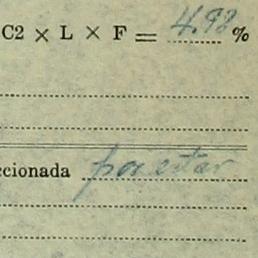 C2 × L × F = 4.98 %
ccionada por estar